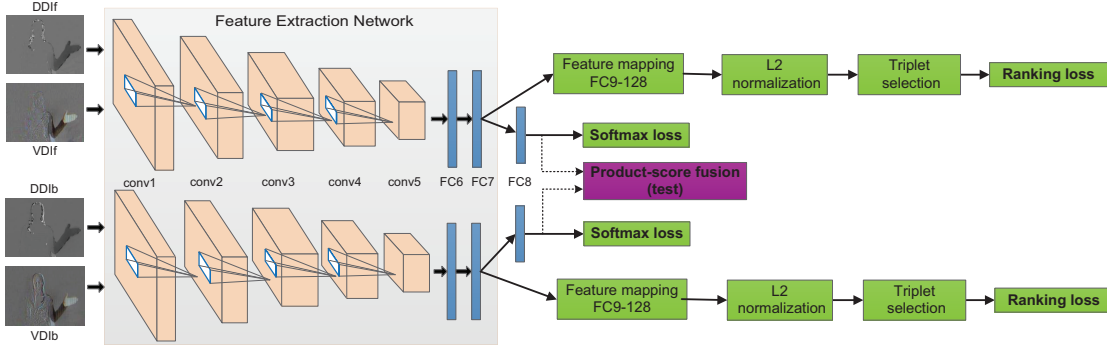 DDIf
VDIf
DDIb
VDIb
Feature Extraction Network
conv1
conv2
conv3
conv4
conv5
FC6
FC7
FC8
Feature mapping
FC9-128
L2
normalization
Triplet
selection
Ranking loss
Softmax loss
Product-score fusion
(test)
Softmax loss
Feature mapping
FC9-128
L2
normalization
Triplet
selection
Ranking loss